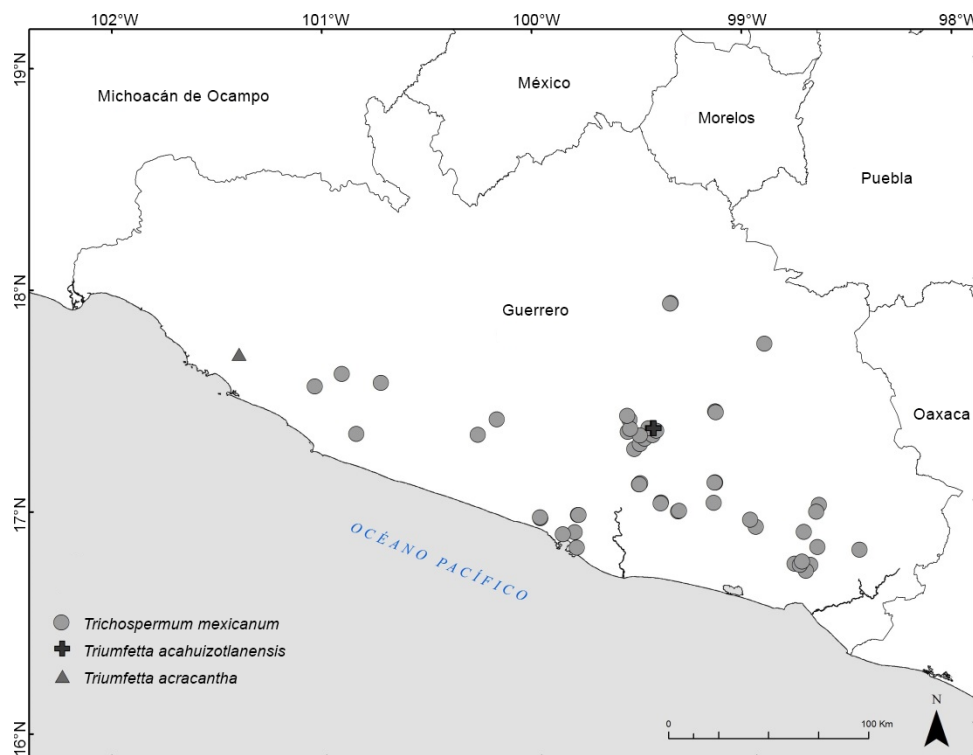 102°W 101°W 100°W 99°W 98°W
19°N
Michoacán de Ocampo
México
Morelos
Puebla
18°N
Guerrero
Oaxaca
17°N
OCÉANO PACÍFICO
Trichospermum mexicanum
Triumfetta acahuizotlanensis
Triumfetta acracantha
N
0 100 Km
16°N